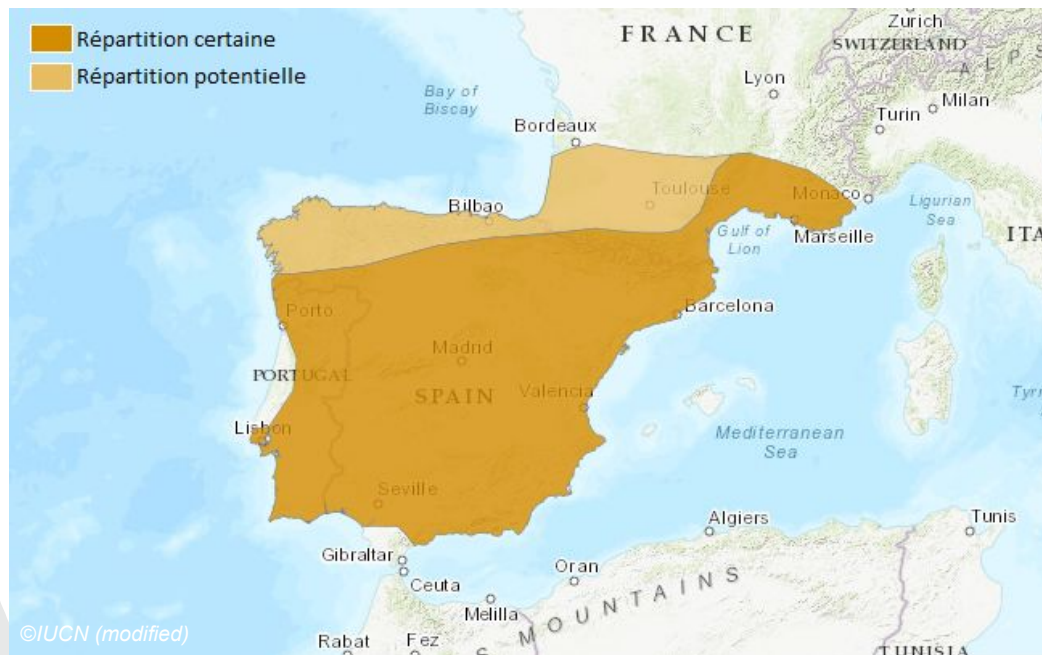 Répartition certaine
Répartition potentielle
FRANCE
Zurich
SWITZERLAND
ALPS
Lyon
Milan
Turin
Bay of
Biscay
Bordeaux
Toulouse
Monaco
Bilbao
Marseille
Gulf of
Lion
Ligurian
Sea
ITA
Porto
Barcelona
Madrid
PORTUGAL
SPAIN
Valencia
Tyr
Lisbon
Mediterranean
Sea
Seville
Algiers
Tunis
Gibraltar
Oran
Ceuta
Melilla
S MOUNTAINS
©IUCN (modified)
Rabat
Fez
TUNISIA